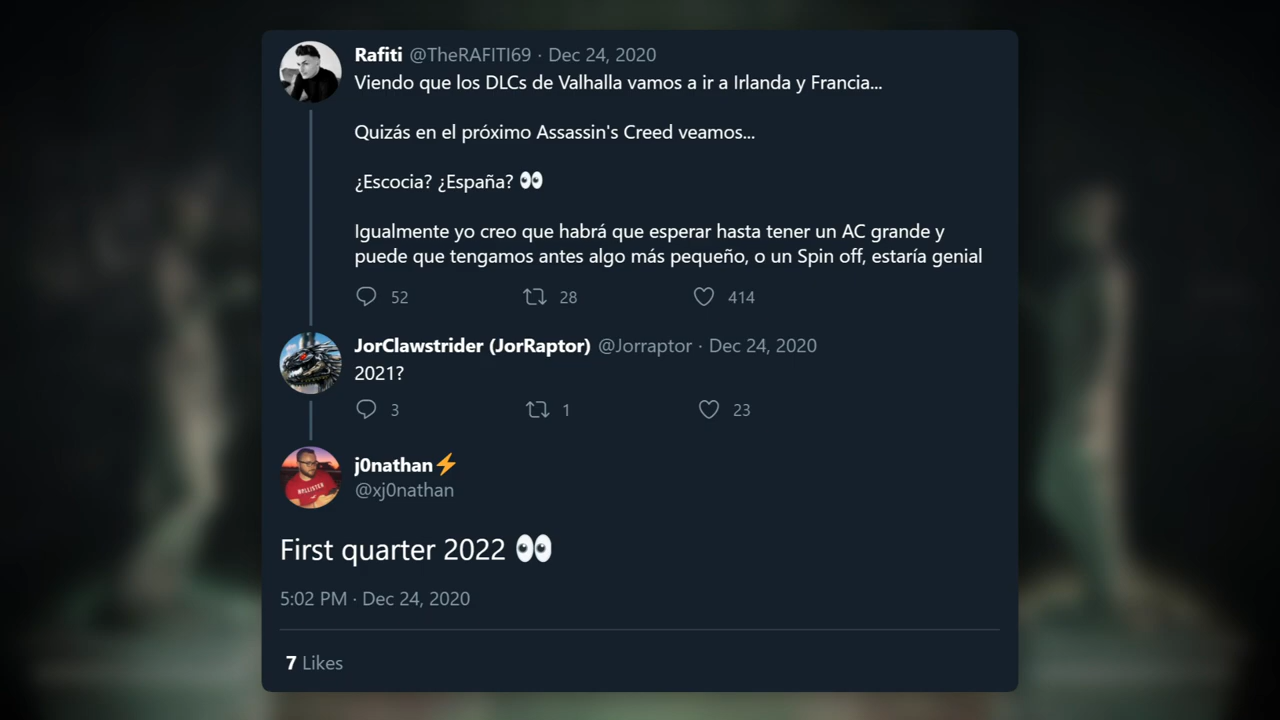 Rafiti @TheRAFITI69 · Dec 24, 2020
Viendo que los DLCs de Valhalla vamos a ir a Irlanda y Francia...
Quizás en el próximo Assassin's Creed veamos...
¿Escocia? ¿España? 👀
Igualmente yo creo que habrá que esperar hasta tener un AC grande y
puede que tengamos antes algo más pequeño, o un Spin off, estaría genial
52 28 414
JorClawstrider (JorRaptor) @Jorraptor · Dec 24, 2020
2021?
3 1 23
j0nathan⚡
@xj0nathan
First quarter 2022 👀
5:02 PM · Dec 24, 2020
7 Likes